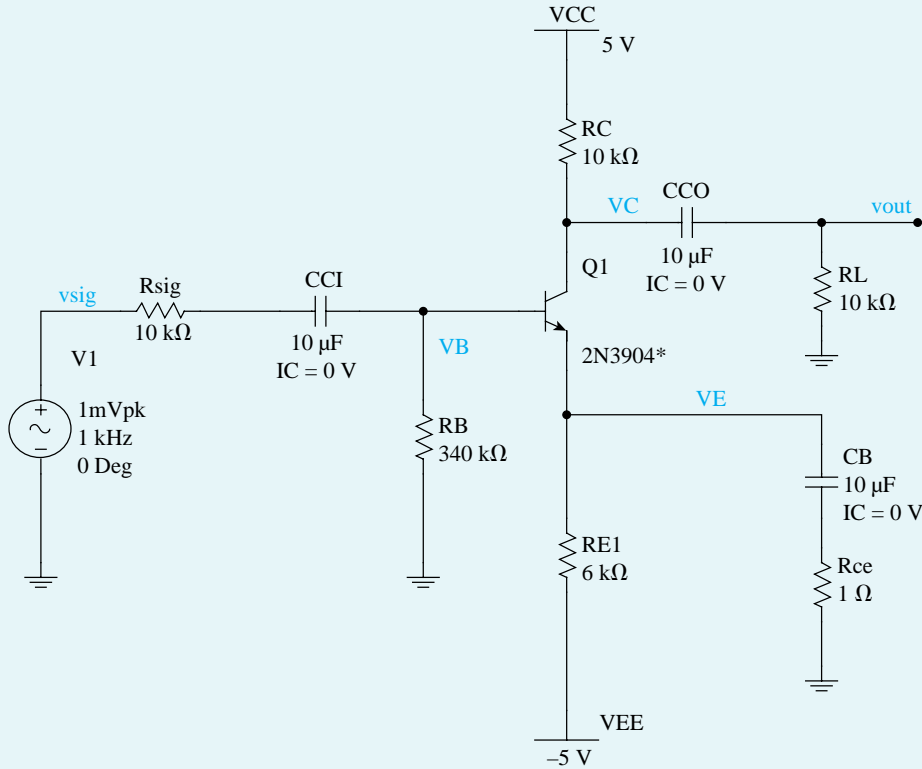 VCC
5 V
RC
10 kΩ
CCO
VC
vout
10 µF
IC = 0 V
Q1
RL
10 kΩ
2N3904*
vsig
Rsig
10 kΩ
CCI
10 µF
IC = 0 V
VB
V1
1mVpk
1 kHz
0 Deg
RB
340 kΩ
VE
CB
10 µF
IC = 0 V
RE1
6 kΩ
Rce
1 Ω
VEE
–5 V